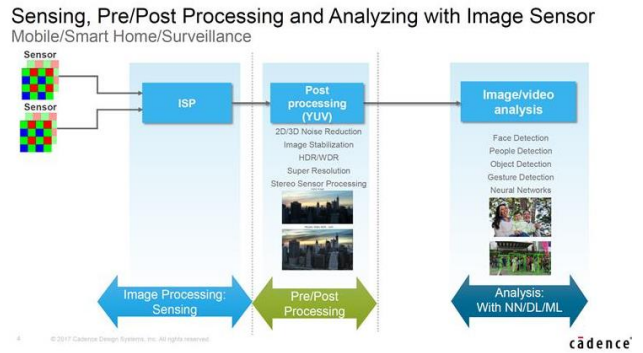 Sensing, Pre/Post Processing and Analyzing with Image Sensor
Mobile/Smart Home/Surveillance
Sensor
Sensor
ISP
Post
processing
(YUV)
Image/video
analysis
2D/3D Noise Reduction
Image Stabilization
HDR/WDR
Super Resolution
Stereo Sensor Processing
Face Detection
People Detection
Object Detection
Gesture Detection
Neural Networks
Image Processing:
Sensing
Pre/Post
Processing
Analysis:
With NN/DL/ML
4 © 2017 Cadence Design Systems, Inc. All rights reserved.
cādence